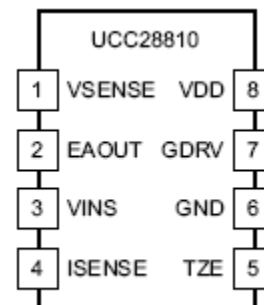 UCC28810
1 VSENSE VDD 8
2 EAOUT GDRV 7
3 VINS GND 6
4 ISENSE TZE 5